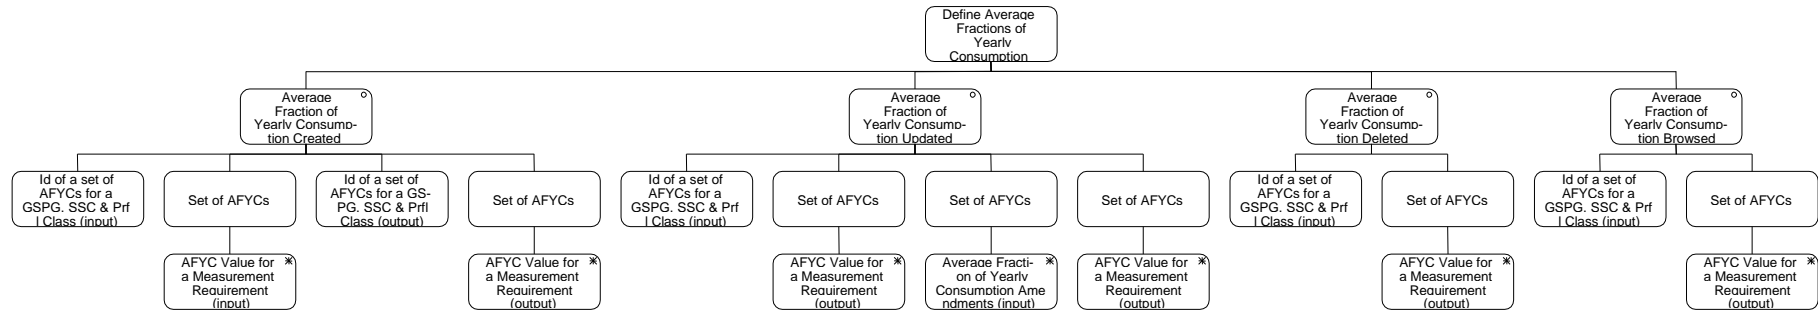 Define Average
Fractions of
Yearly
Consumption
Average
Fraction of
Yearly Consump-
tion Created
Average
Fraction of
Yearly Consump-
tion Updated
Average
Fraction of
Yearly Consump-
tion Deleted
Average
Fraction of
Yearly Consump-
tion Browsed
Id of a set of
AFYCs for a
GSPG, SSC & Prf
l Class (input)
Set of AFYCs
Id of a set of
AFYCs for a GS-
PG, SSC & Prfl
Class (output)
Set of AFYCs
Id of a set of
AFYCs for a
GSPG, SSC & Prf
l Class (input)
Set of AFYCs
Set of AFYCs
Set of AFYCs
Id of a set of
AFYCs for a
GSPG, SSC & Prf
l Class (input)
Set of AFYCs
Id of a set of
AFYCs for a
GSPG, SSC & Prf
l Class (input)
Set of AFYCs
AFYC Value for
a Measurement
Requirement
(input)
AFYC Value for
a Measurement
Requirement
(output)
AFYC Value for
a Measurement
Requirement
(output)
Average Fracti-
on of Yearly
Consumption Ame
ndments (input)
AFYC Value for
a Measurement
Requirement
(output)
AFYC Value for
a Measurement
Requirement
(output)
AFYC Value for
a Measurement
Requirement
(output)